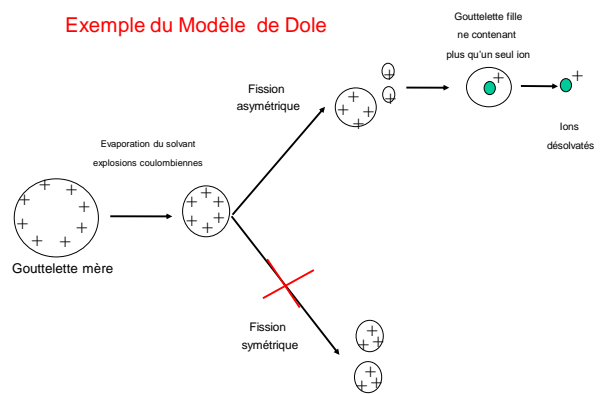 Exemple du Modèle de Dole
Gouttelette fille
ne contenant
plus qu'un seul ion
Fission
asymétrique
Ions
désolvatés
Evaporation du solvant
explosions coulombiennes
Gouttelette mère
Fission
symétrique